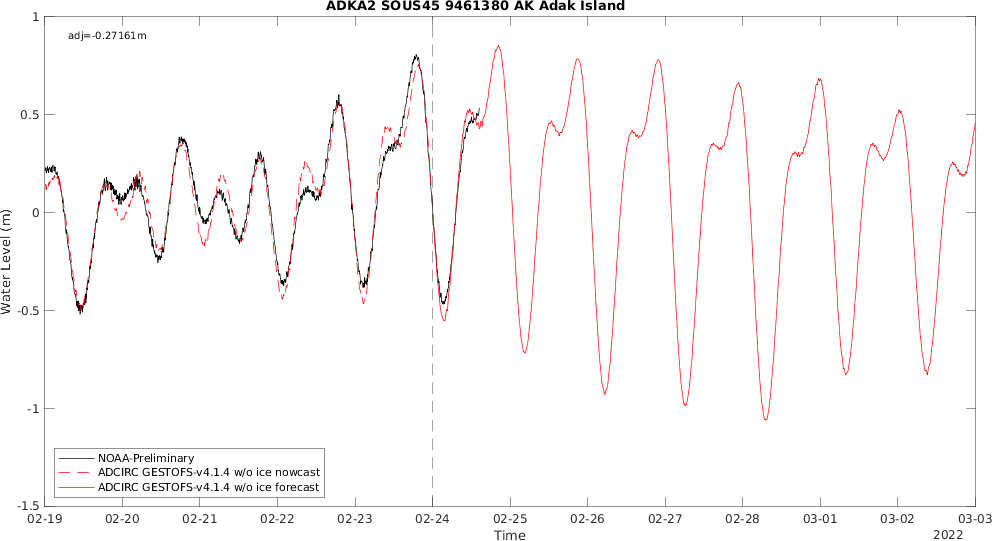 ADKA2 SOUS45 9461380 AK Adak Island
adj=-0.27161m
1
0.5
0
-0.5
-1
-1.5
Water Level (m)
NOAA-Preliminary
ADCIRC GESTOFS-v4.1.4 w/o ice nowcast
ADCIRC GESTOFS-v4.1.4 w/o ice forecast
02-19 02-20 02-21 02-22 02-23 02-24 02-25 02-26 02-27 02-28 03-01 03-02 03-03
Time
2022